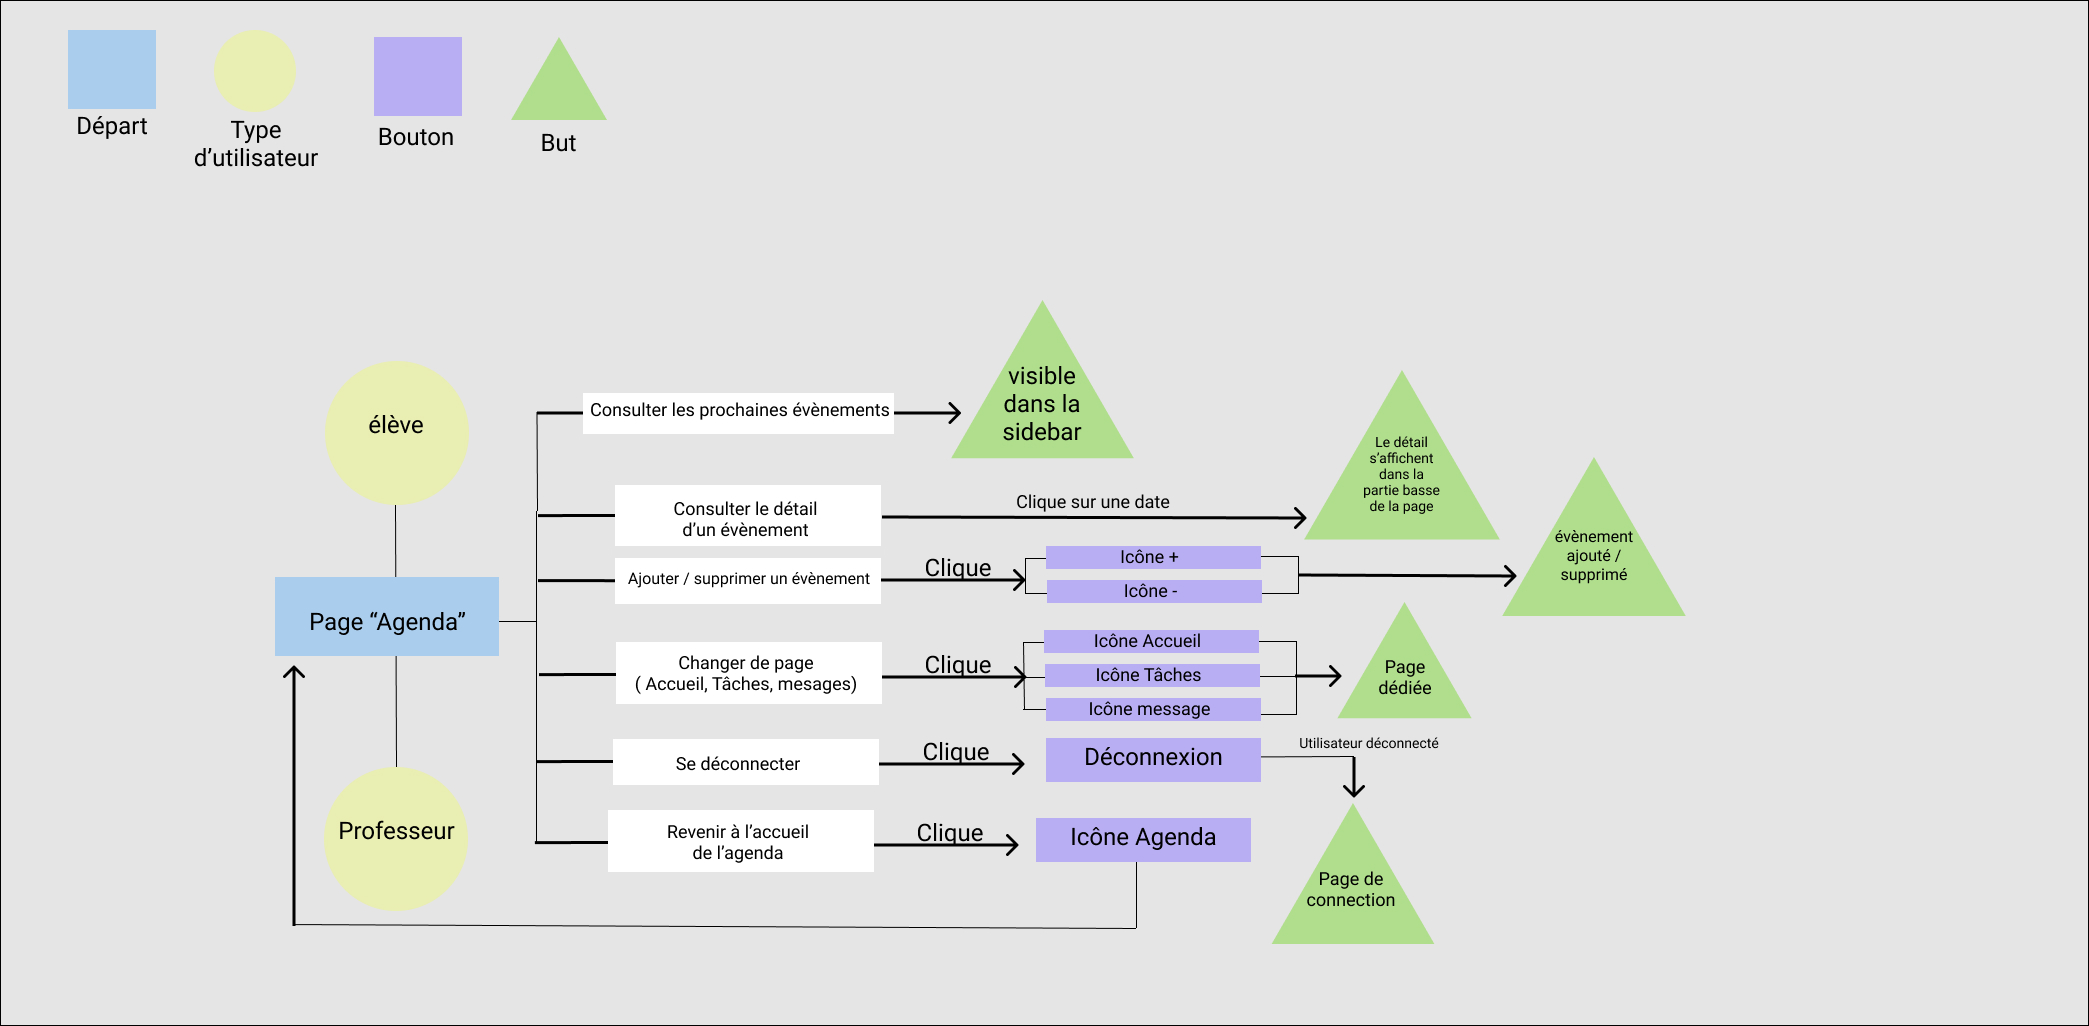 Départ
Type
d’utilisateur
Bouton
But
élève
Page “Agenda”
Professeur
Consulter les prochaines évènements
visible
dans la
sidebar
Consulter le détail
d’un évènement
Clique sur une date
Le détail
s’affichent
dans la
partie basse
de la page
Ajouter / supprimer un évènement
Clique
Icône +
Icône -
évènement
ajouté /
supprimé
Changer de page
( Accueil, Tâches, mesages)
Clique
Icône Accueil
Icône Tâches
Icône message
Page
dédiée
Se déconnecter
Clique
Déconnexion
Utilisateur déconnecté
Page de
connection
Revenir à l’accueil
de l’agenda
Clique
Icône Agenda